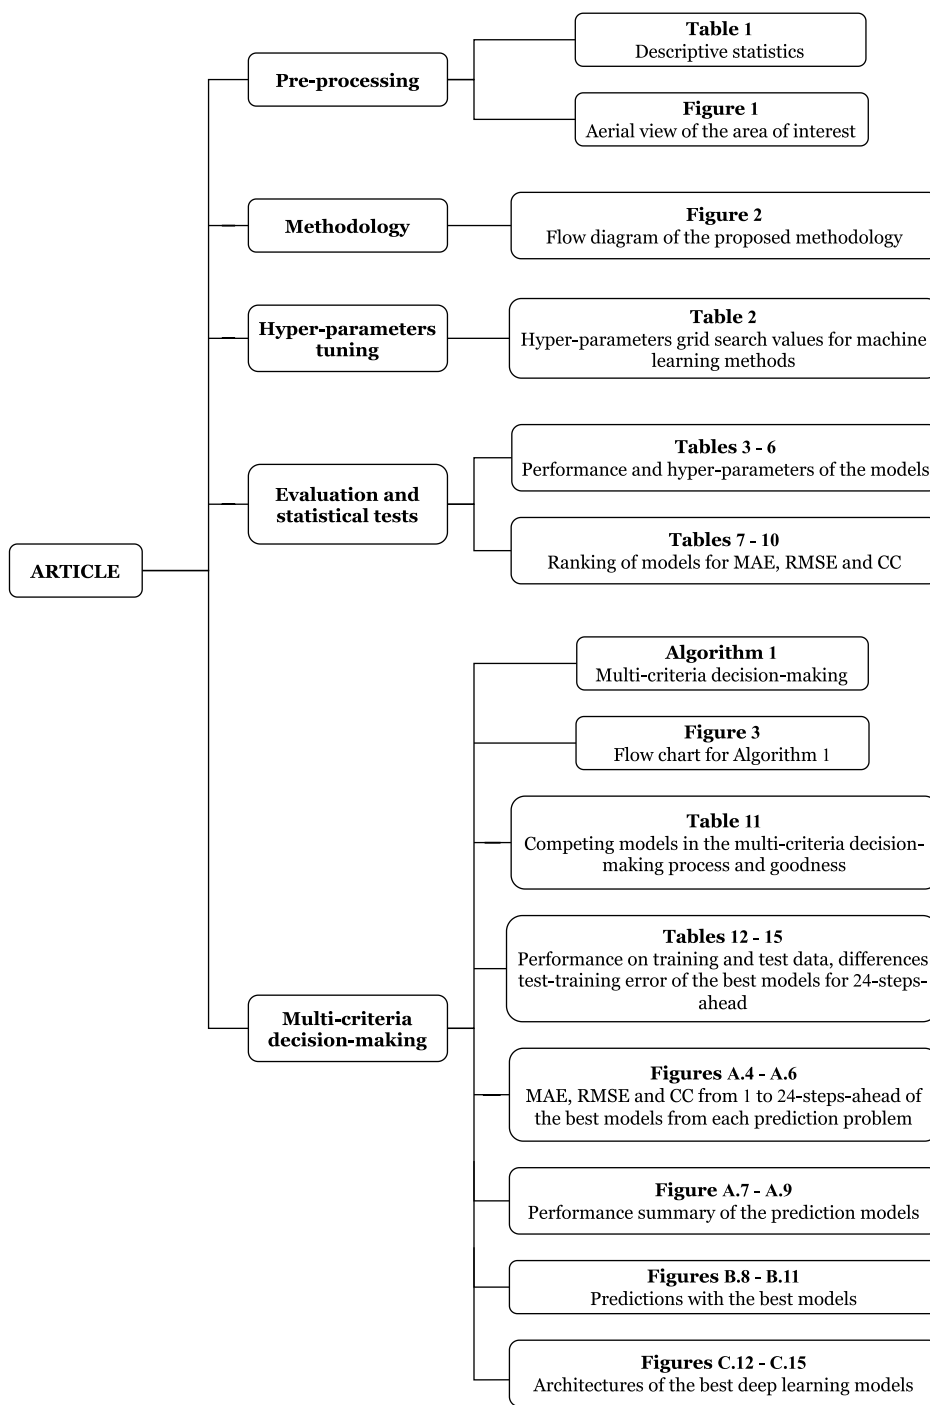 ARTICLE
Pre-processing
Table 1
Descriptive statistics
Figure 1
Aerial view of the area of interest
Methodology
Figure 2
Flow diagram of the proposed methodology
Hyper-parameters
tuning
Table 2
Hyper-parameters grid search values for machine
learning methods
Evaluation and
statistical tests
Tables 3 - 6
Performance and hyper-parameters of the models
Tables 7 - 10
Ranking of models for MAE, RMSE and CC
Multi-criteria
decision-making
Algorithm 1
Multi-criteria decision-making
Figure 3
Flow chart for Algorithm 1
Table 11
Competing models in the multi-criteria decision-
making process and goodness
Tables 12 - 15
Performance on training and test data, differences
test-training error of the best models for 24-steps-
ahead
Figures A.4 - A.6
MAE, RMSE and CC from 1 to 24-steps-ahead of
the best models from each prediction problem
Figure A.7 - A.9
Performance summary of the prediction models
Figures B.8 - B.11
Predictions with the best models
Figures C.12 - C.15
Architectures of the best deep learning models